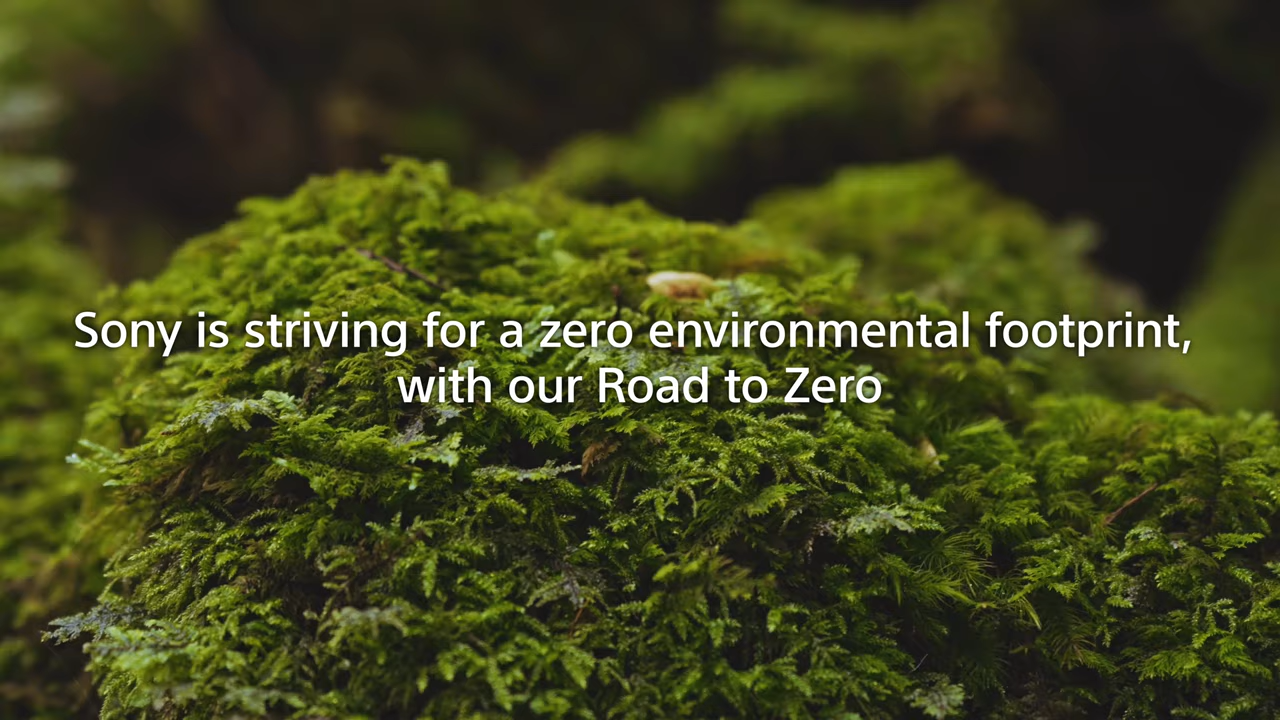 Sony is striving for a zero environmental footprint,
with our Road to Zero